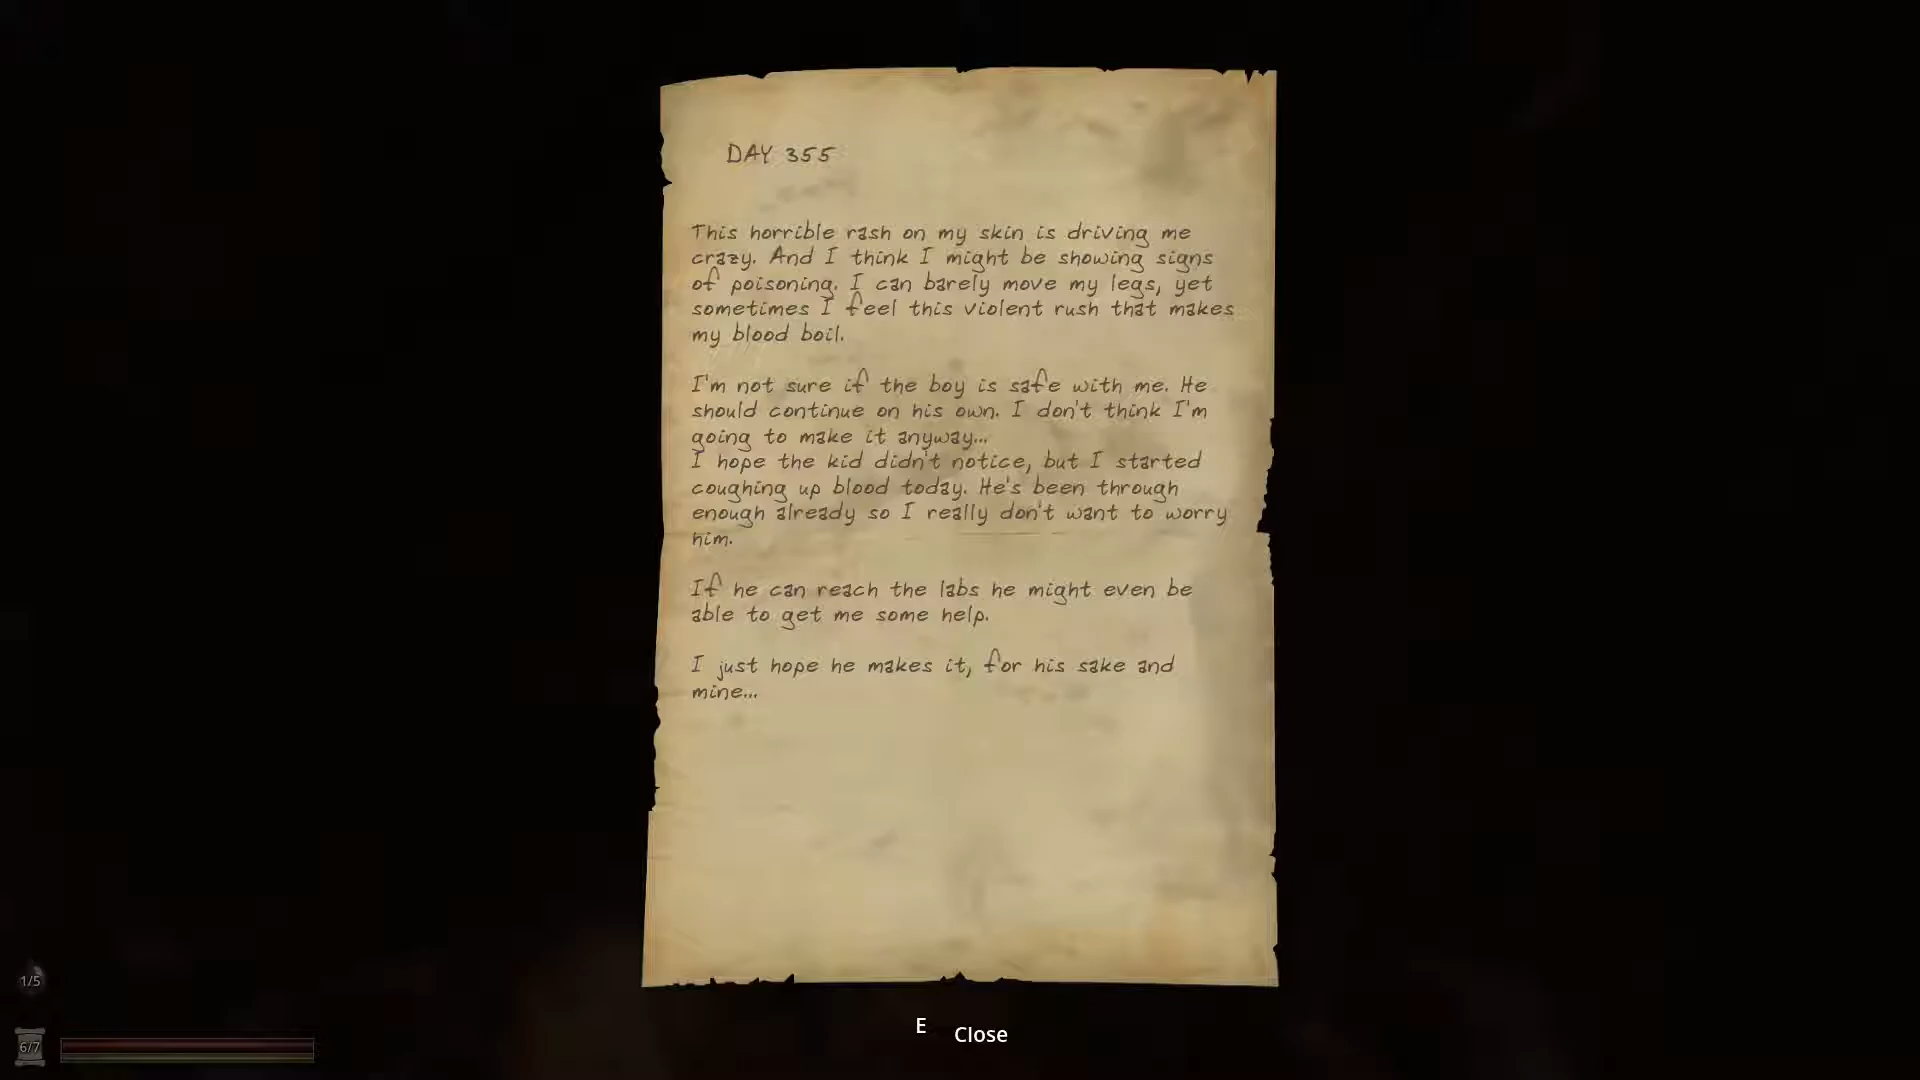 DAY 355
This horrible rash on my skin is driving me
crazy. And I think I might be showing signs
of poisoning. I can barely move my legs, yet
sometimes I feel this violent rush that makes
my blood boil.
I'm not sure if the boy is safe with me. He
should continue on his own. I don't think I'm
going to make it anyway...
I hope the kid didn't notice, but I started
coughing up blood today. He's been through
enough already so I really don't want to worry
him.
If he can reach the labs he might even be
able to get me some help.
I just hope he makes it, for his sake and
mine...
1/5
6/7
E Close